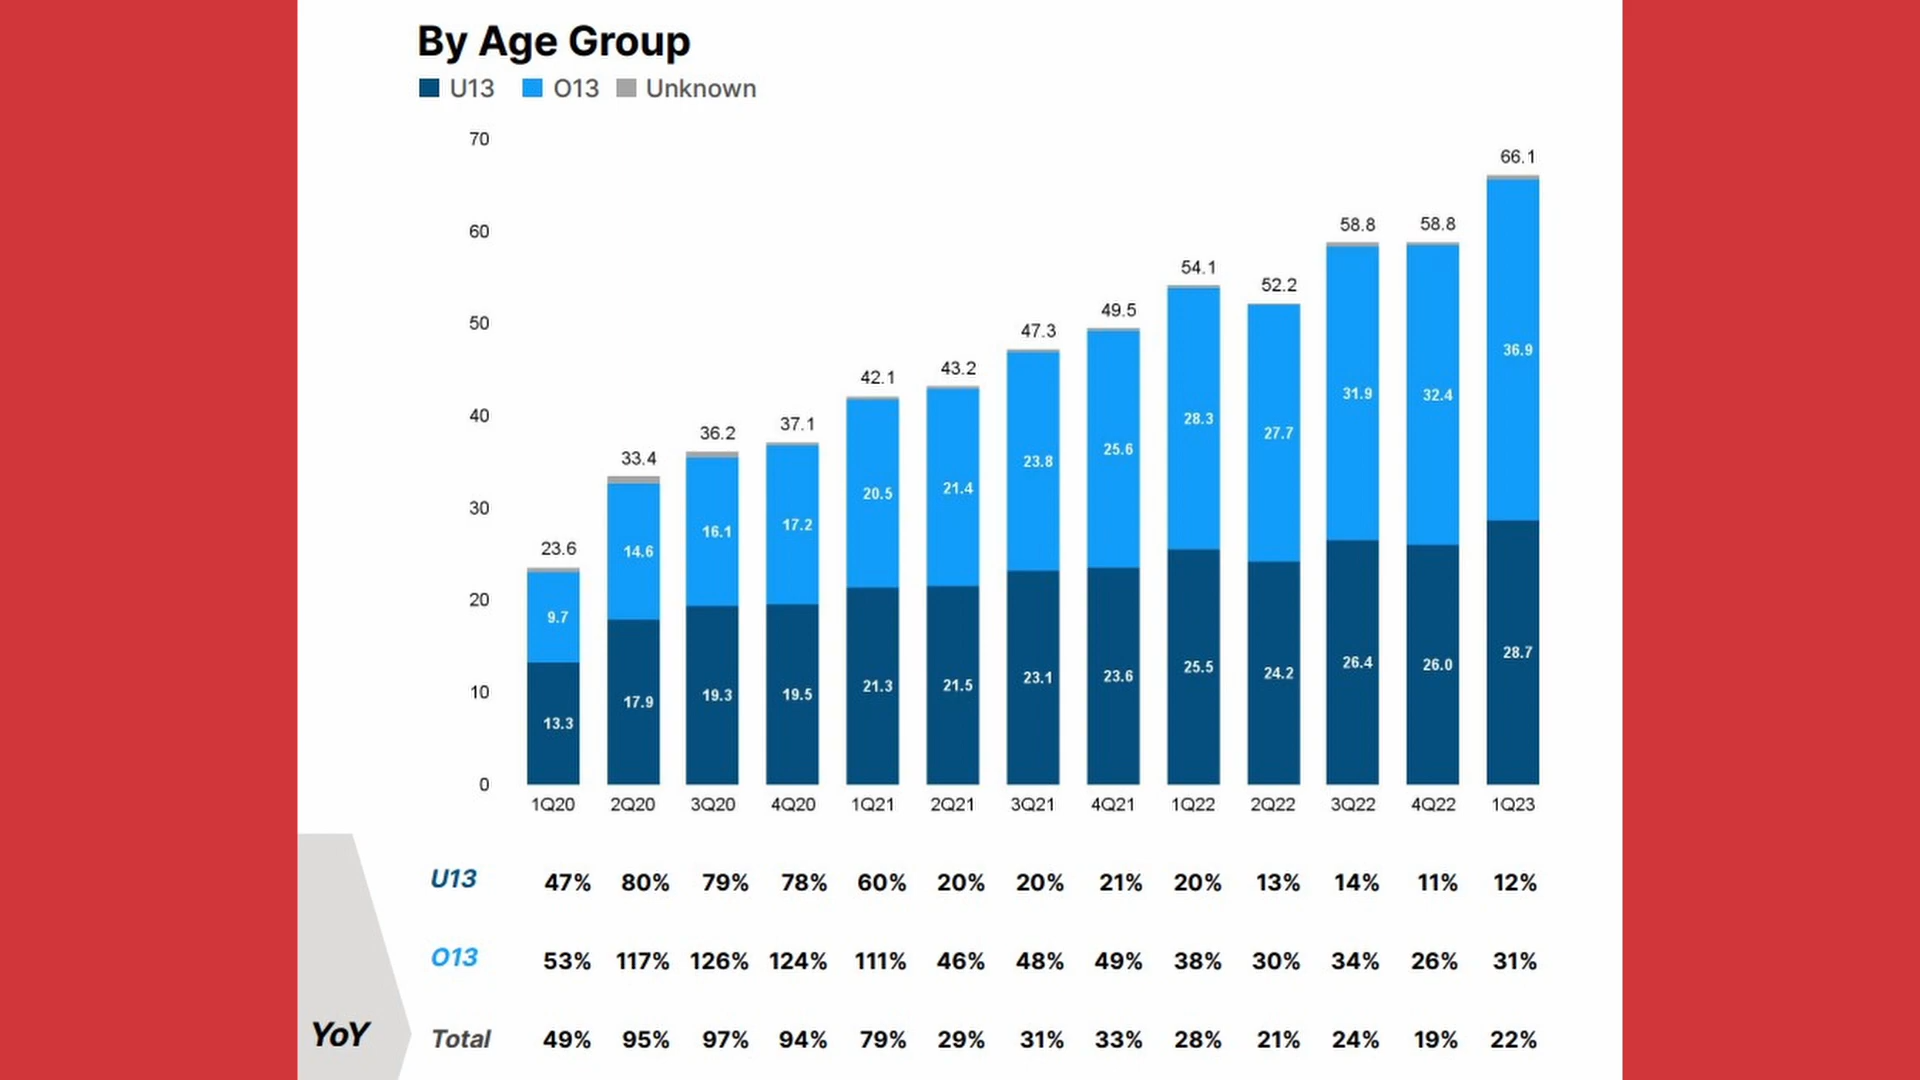 By Age Group
U13 O13 Unknown
70
60
50
40
30
20
10
0
23.6 33.4 36.2 37.1 42.1 43.2 47.3 49.5 54.1 52.2 58.8 58.8 66.1
9.7 14.6 16.1 17.2 20.5 21.4 23.8 25.6 28.3 27.7 31.9 32.4 36.9
13.3 17.9 19.3 19.5 21.3 21.5 23.1 23.6 25.5 24.2 26.4 26.0 28.7
1Q20 2Q20 3Q20 4Q20 1Q21 2Q21 3Q21 4Q21 1Q22 2Q22 3Q22 4Q22 1Q23
U13 47% 80% 79% 78% 60% 20% 20% 21% 20% 13% 14% 11% 12%
O13 53% 117% 126% 124% 111% 46% 48% 49% 38% 30% 34% 26% 31%
YoY Total 49% 95% 97% 94% 79% 29% 31% 33% 28% 21% 24% 19% 22%